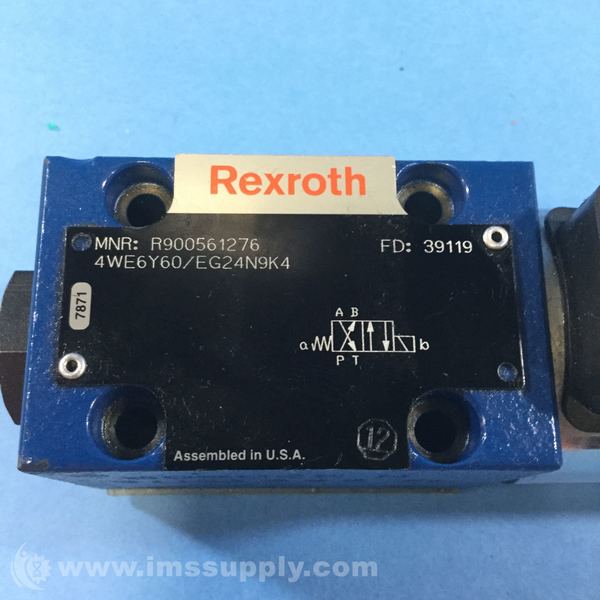 Rexroth
MNR: R900561276
FD: 39119
4WE6Y60/EG24N9K4
7871
A B
a b
P T
12
Assembled in U.S.A.
© www.imssupply.com